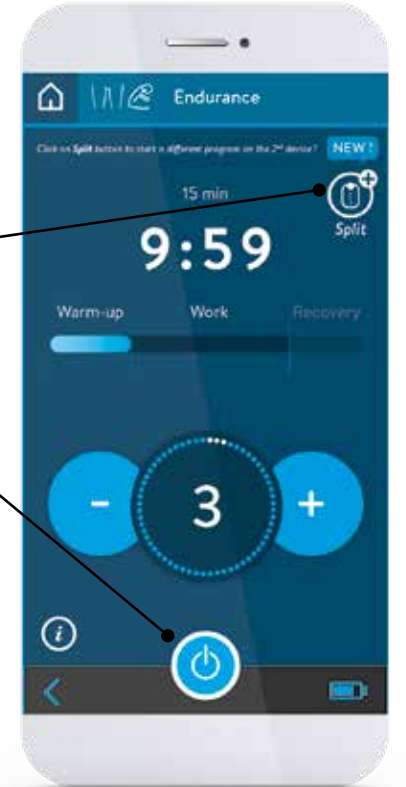 Endurance
Click on Split button to start a different program on the 2nd device! NEW !
15 min
Split
9:59
Warm-up Work Recovery
- 3 +
i